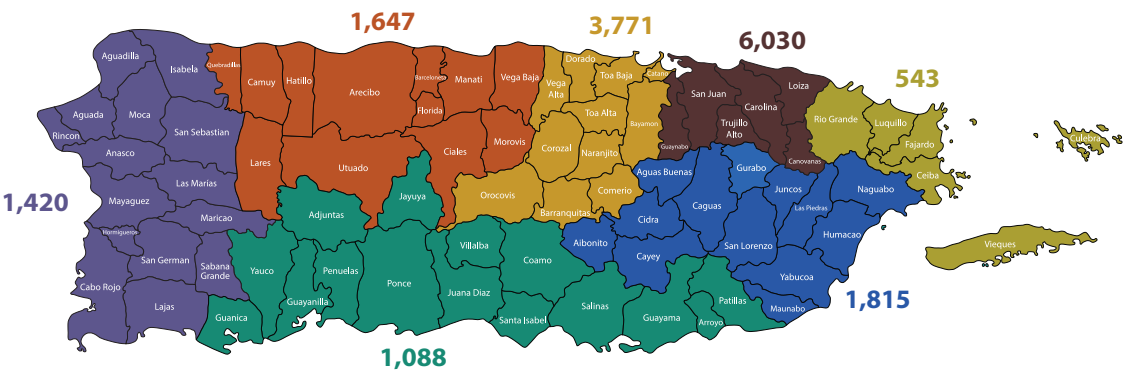 1,647
3,771
6,030
543
1,420
1,815
1,088
Aguadilla
Isabela
Aguada
Moca
Rincon
San Sebastian
Anasco
Las Marias
Mayaguez
Maricao
Hormigueros
San German
Sabana
Grande
Cabo Rojo
Lajas
Quebradillas
Camuy
Hatillo
Arecibo
Barceloneta
Manati
Vega Baja
Florida
Lares
Utuado
Ciales
Morovis
Dorado
Vega
Alta
Toa Baja
Catano
Toa Alta
Bayamon
Corozal
Naranjito
Orocovis
Comerio
Barranquitas
San Juan
Loiza
Carolina
Trujillo
Alto
Guaynabo
Canovanas
Rio Grande
Luquillo
Fajardo
Ceiba
Culebra
Vieques
Aguas Buenas
Gurabo
Juncos
Naguabo
Las Piedras
Caguas
Cidra
Humacao
Aibonito
San Lorenzo
Cayey
Yabucoa
Maunabo
Adjuntas
Jayuya
Yauco
Penuelas
Ponce
Villalba
Coamo
Guayanilla
Juana Diaz
Guanica
Santa Isabel
Salinas
Guayama
Patillas
Arroyo